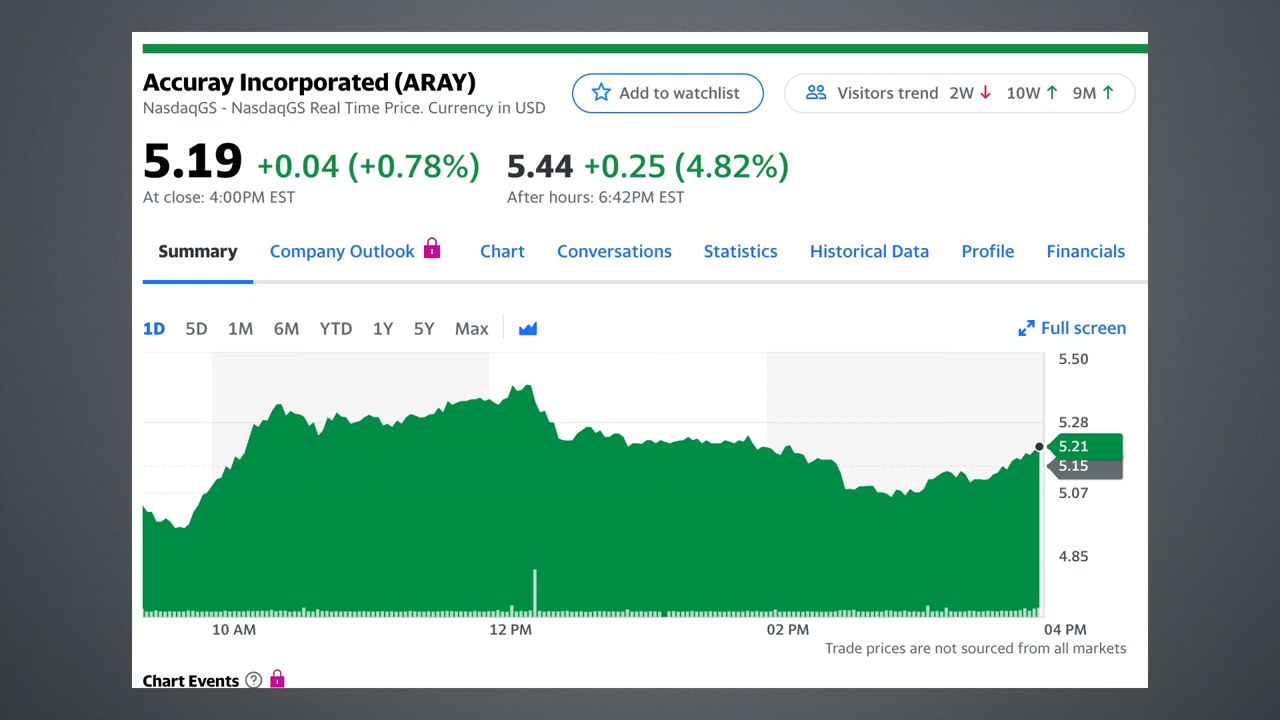 Accuray Incorporated (ARAY)
NasdaqGS - NasdaqGS Real Time Price. Currency in USD
Add to watchlist
Visitors trend 2W 10W 9M
5.19 +0.04 (+0.78%)
At close: 4:00PM EST
5.44 +0.25 (4.82%)
After hours: 6:42PM EST
Summary Company Outlook Chart Conversations Statistics Historical Data Profile Financials
1D 5D 1M 6M YTD 1Y 5Y Max
Full screen
5.50
5.28
5.21
5.15
5.07
4.85
10 AM 12 PM 02 PM 04 PM
Trade prices are not sourced from all markets
Chart Events ?